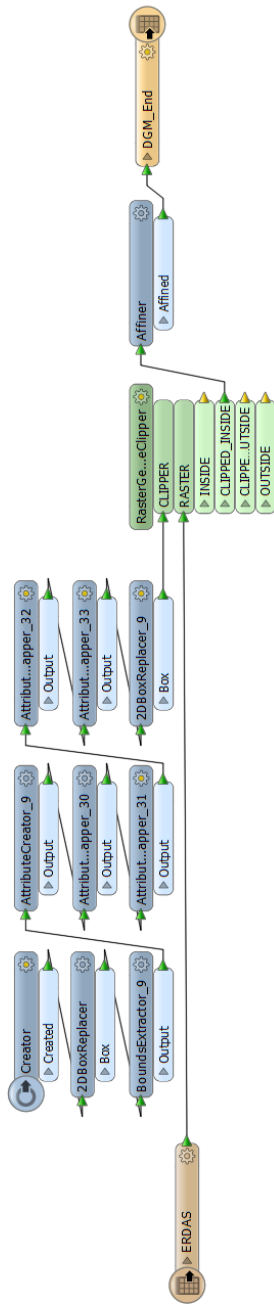 Creator
Created
2DBoxReplacer
Box
BoundsExtractor_9
Output
AttributeCreator_9
Output
Attribut...apper_30
Output
Attribut...apper_31
Output
Attribut...apper_32
Output
Attribut...apper_33
Output
2DBoxReplacer_9
Box
ERDAS
RasterGe...eClipper
CLIPPER
RASTER
INSIDE
CLIPPED_INSIDE
CLIPPE...UTSIDE
OUTSIDE
Affiner
Affined
DGM_End